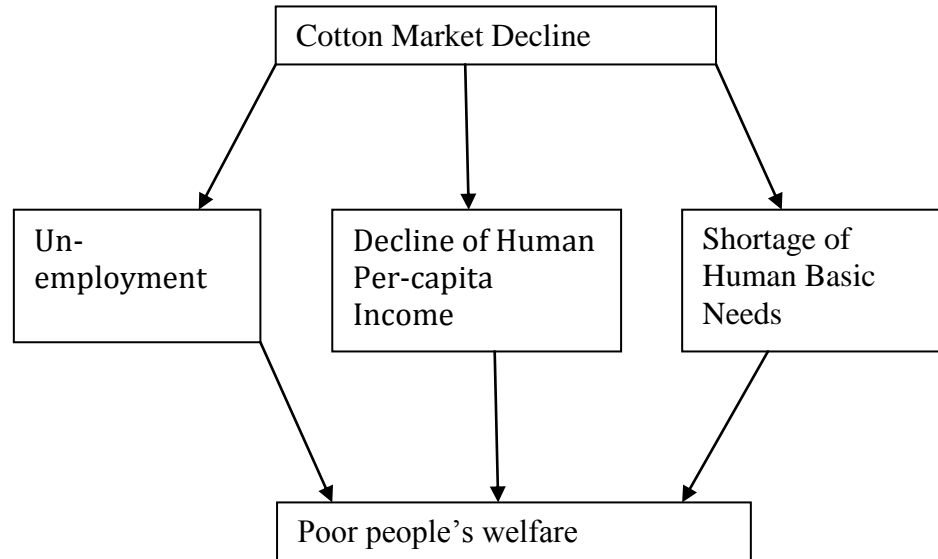 Cotton Market Decline
Un-
employment
Decline of Human
Per-capita
Income
Shortage of
Human Basic
Needs
Poor people’s welfare